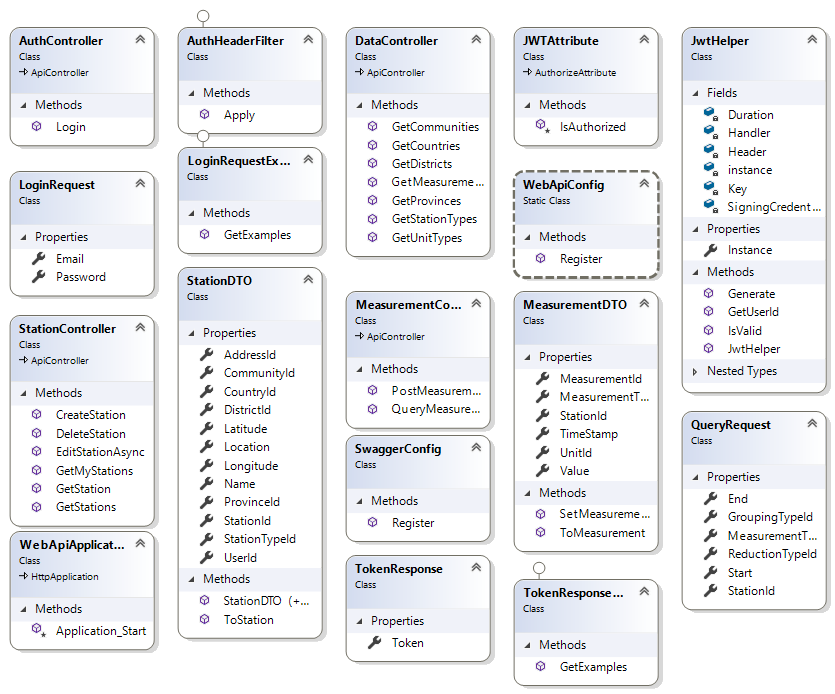 AuthController
Class
ApiController
Methods
Login
LoginRequest
Class
Properties
Email
Password
StationController
Class
ApiController
Methods
CreateStation
DeleteStation
EditStationAsync
GetMyStations
GetStation
GetStations
WebApiApplicat...
Class
HttpApplication
Methods
Application_Start
AuthHeaderFilter
Class
Methods
Apply
LoginRequestEx...
Class
Methods
GetExamples
StationDTO
Class
Properties
AddressId
CommunityId
CountryId
DistrictId
Latitude
Location
Longitude
Name
ProvinceId
StationId
StationTypeId
UserId
Methods
StationDTO (+...
ToStation
DataController
Class
ApiController
Methods
GetCommunities
GetCountries
GetDistricts
GetMeasureme...
GetProvinces
GetStationTypes
GetUnitTypes
MeasurementCo...
Class
ApiController
Methods
PostMeasurem...
QueryMeasure...
SwaggerConfig
Class
Methods
Register
TokenResponse
Class
Properties
Token
JWTAttribute
Class
AuthorizeAttribute
Methods
IsAuthorized
WebApiConfig
Static Class
Methods
Register
MeasurementDTO
Class
Properties
MeasurementId
MeasurementT...
StationId
TimeStamp
UnitId
Value
Methods
SetMeasureme...
ToMeasurement
TokenResponse...
Class
Methods
GetExamples
JwtHelper
Class
Fields
Duration
Handler
Header
instance
Key
SigningCredent...
Properties
Instance
Methods
Generate
GetUserId
IsValid
JwtHelper
Nested Types
QueryRequest
Class
Properties
End
GroupingTypeId
MeasurementT...
ReductionTypeId
Start
StationId